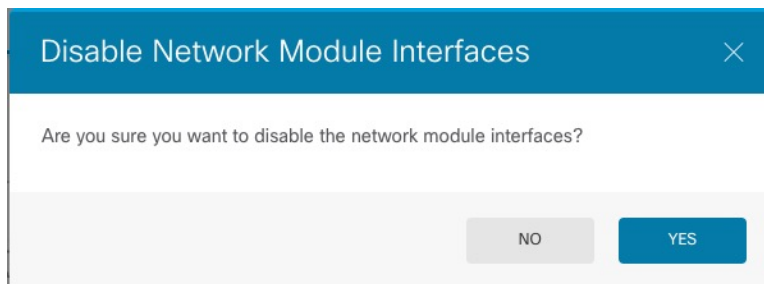 Disable Network Module Interfaces
Are you sure you want to disable the network module interfaces?
NO
YES